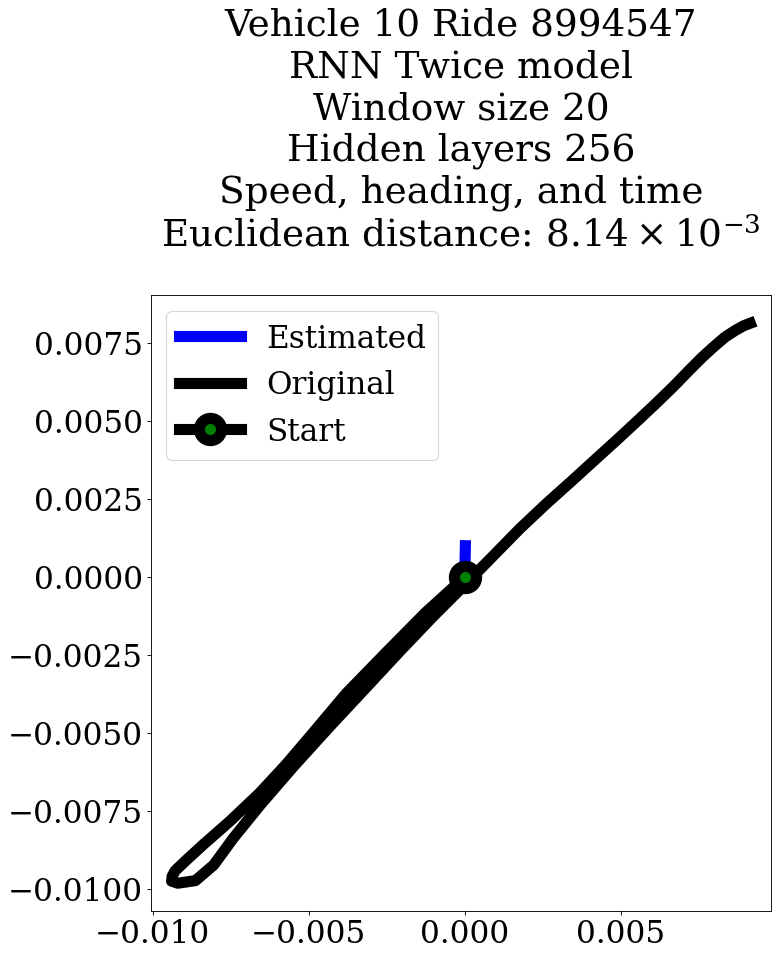 Vehicle 10 Ride 8994547
RNN Twice model
Window size 20
Hidden layers 256
Speed, heading, and time
Euclidean distance: 8.14 × 10⁻³
Estimated
Original
Start
0.0075
0.0050
0.0025
0.0000
−0.0025
−0.0050
−0.0075
−0.0100
−0.010 −0.005 0.000 0.005